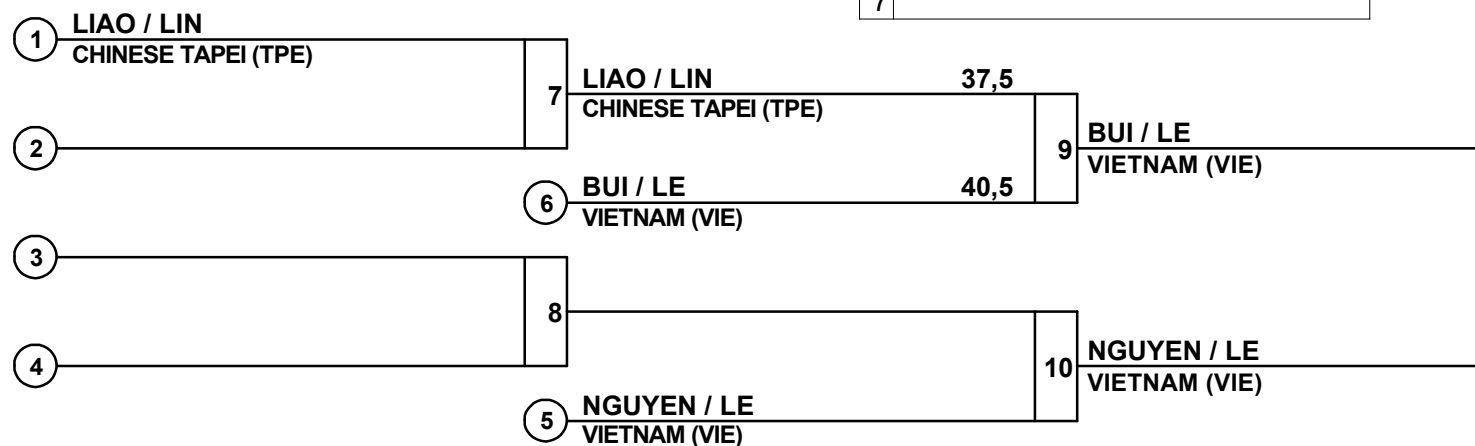 7
1 LIAO / LIN
CHINESE TAPEI (TPE)
7 LIAO / LIN 37,5
CHINESE TAPEI (TPE)
2
9 BUI / LE
VIETNAM (VIE)
6 BUI / LE 40,5
VIETNAM (VIE)
3
8
4
10 NGUYEN / LE
VIETNAM (VIE)
5 NGUYEN / LE
VIETNAM (VIE)